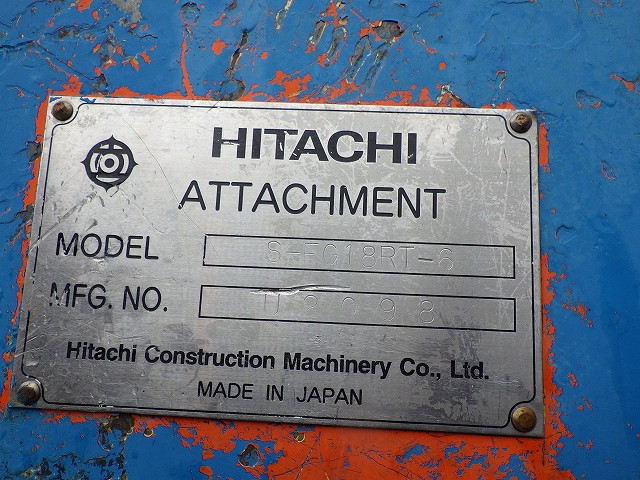 HITACHI
ATTACHMENT
MODEL S-FG18RT-6
MFG. NO.
Hitachi Construction Machinery Co., Ltd.
MADE IN JAPAN